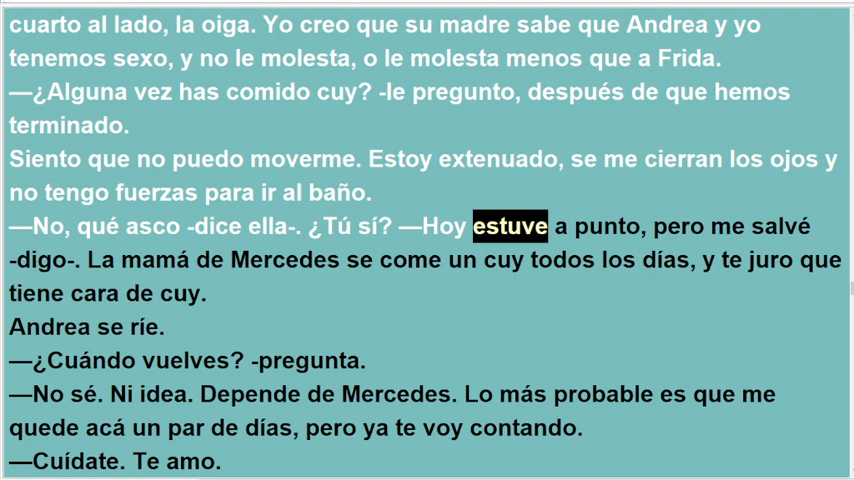 cuarto al lado, la oiga. Yo creo que su madre sabe que Andrea y yo
tenemos sexo, y no le molesta, o le molesta menos que a Frida.
—¿Alguna vez has comido cuy? -le pregunto, después de que hemos
terminado.
Siento que no puedo moverme. Estoy extenuado, se me cierran los ojos y
no tengo fuerzas para ir al baño.
—No, qué asco -dice ella-. ¿Tú sí? —Hoy estuve a punto, pero me salvé
-digo-. La mamá de Mercedes se come un cuy todos los días, y te juro que
tiene cara de cuy.
Andrea se ríe.
—¿Cuándo vuelves? -pregunta.
—No sé. Ni idea. Depende de Mercedes. Lo más probable es que me
quede acá un par de días, pero ya te voy contando.
—Cuídate. Te amo.